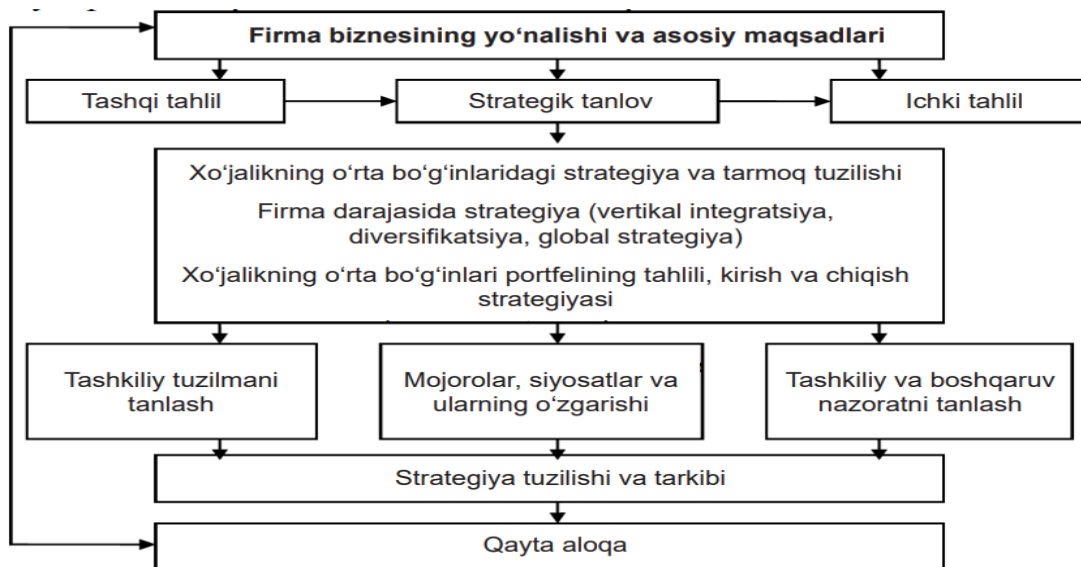 Firma biznesining yo‘nalishi va asosiy maqsadlari
Tashqi tahlil
Strategik tanlov
Ichki tahlil
Xo‘jalikning o‘rta bo‘g‘inlaridagi strategiya va tarmoq tuzilishi
Firma darajasida strategiya (vertikal integratsiya,
diversifikatsiya, global strategiya)
Xo‘jalikning o‘rta bo‘g‘inlari portfelining tahlili, kirish va chiqish
strategiyasi
Tashkiliy tuzilmani
tanlash
Mojorolar, siyosatlar va
ularning o‘zgarishi
Tashkiliy va boshqaruv
nazoratni tanlash
Strategiya tuzilishi va tarkibi
Qayta aloqa